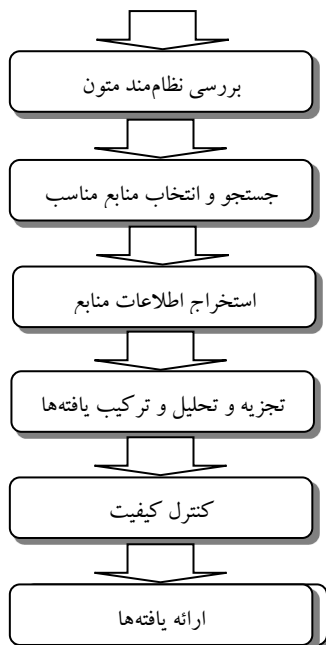 بررسی نظام‌مند متون
جستجو و انتخاب منابع مناسب
استخراج اطلاعات منابع
تجزیه و تحلیل و ترکیب یافته‌ها
کنترل کیفیت
ارائه یافته‌ها